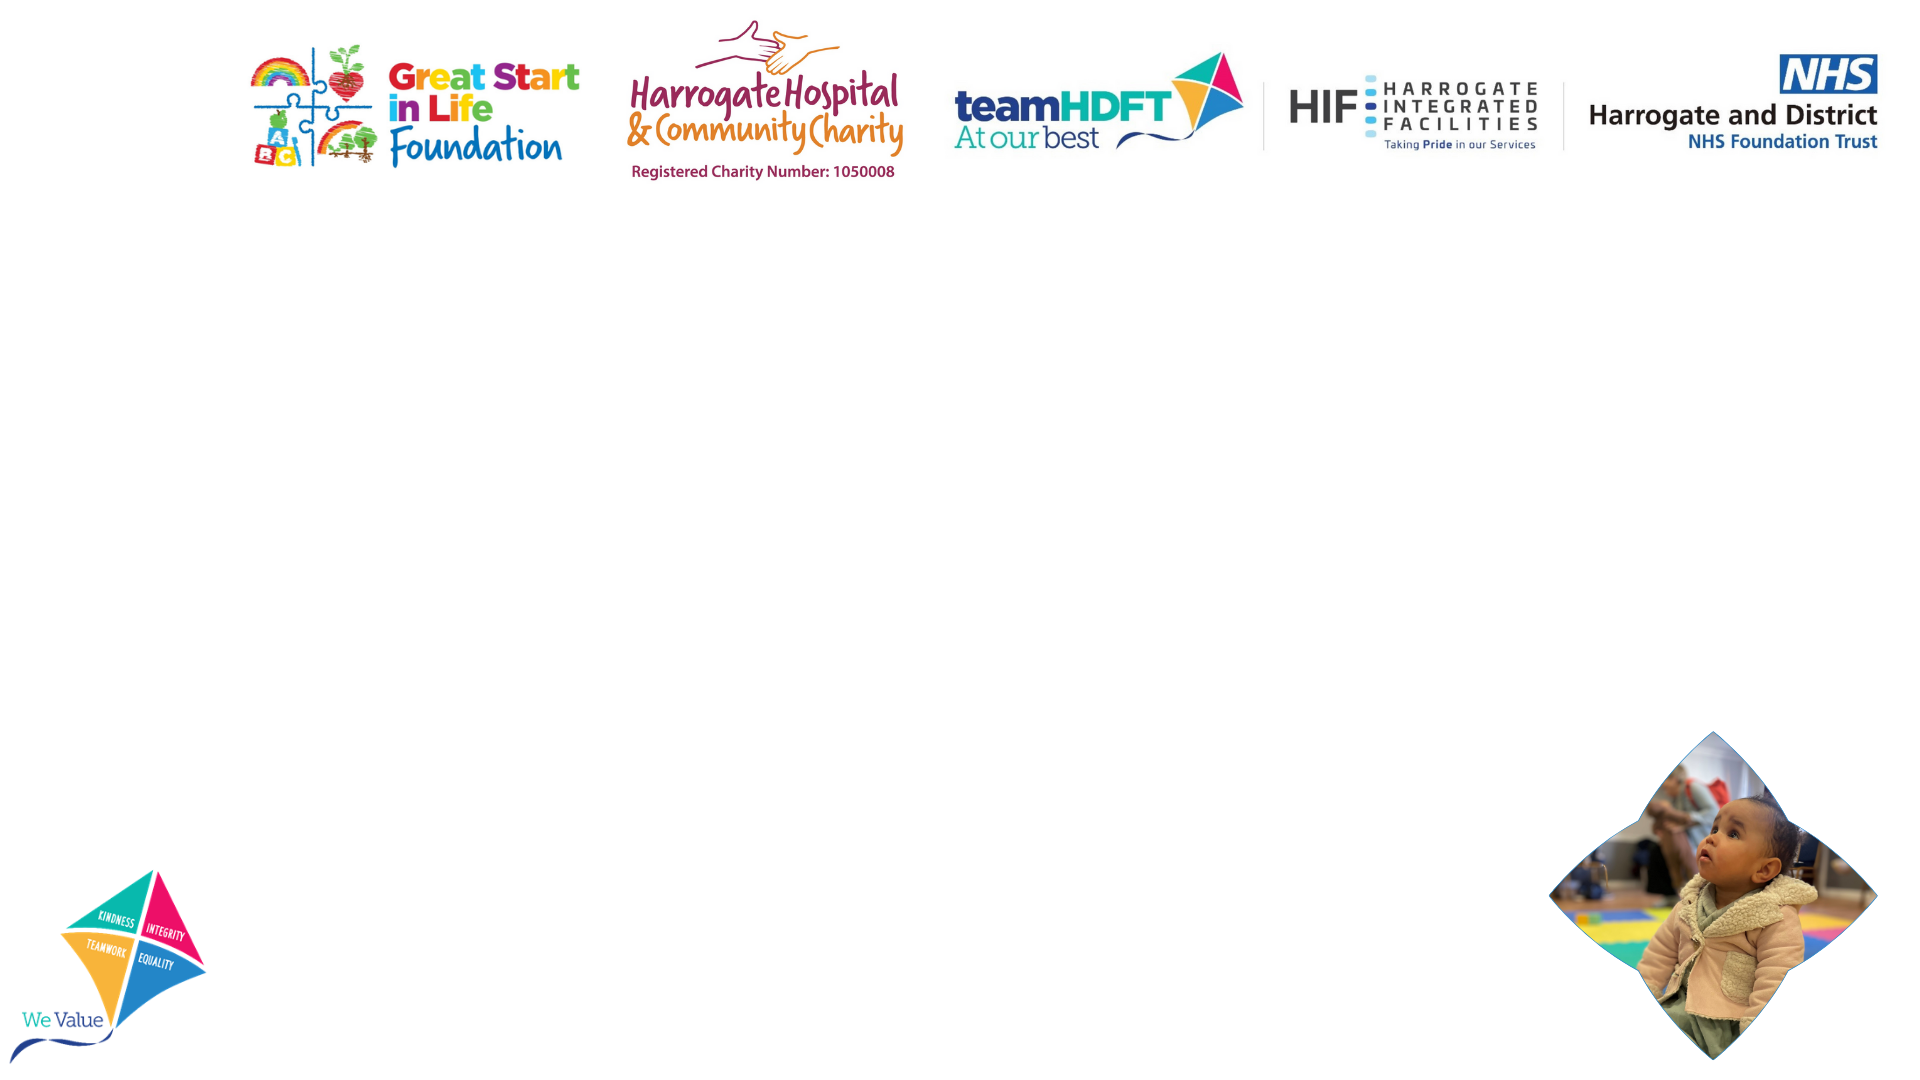 Great Start
in Life
Foundation
ABC
Harrogate Hospital
& Community Charity
Registered Charity Number: 1050008
teamHDFT
At our best
HIF
HARROGATE
INTEGRATED
FACILITIES
Taking Pride in our Services
NHS
Harrogate and District
NHS Foundation Trust
KINDNESS
INTEGRITY
TEAMWORK
EQUALITY
We Value